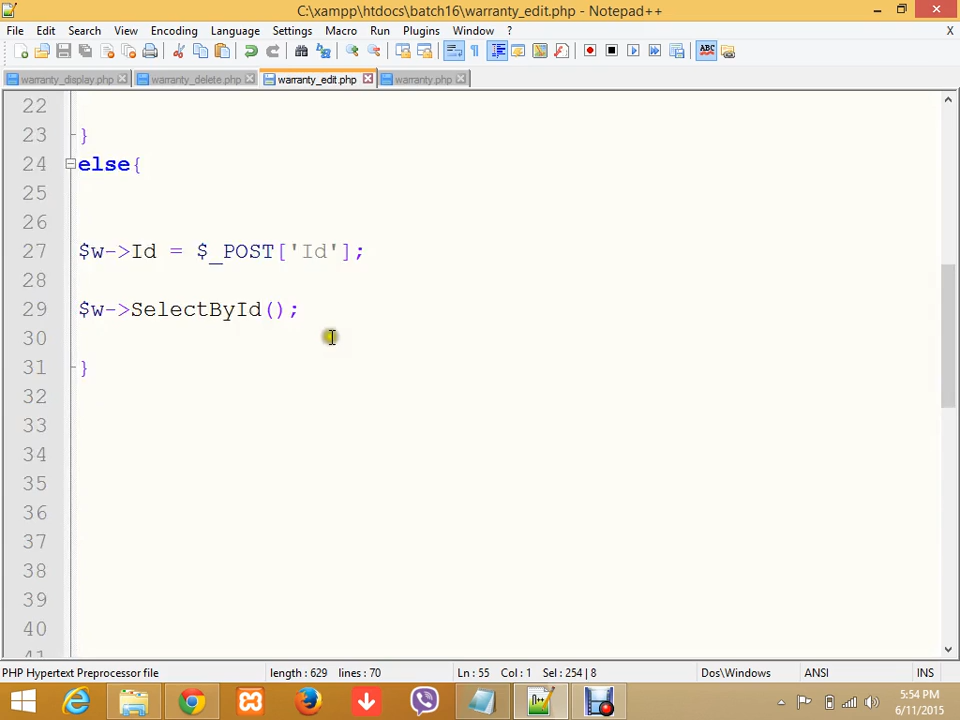 C:\xampp\htdocs\batch16\warranty_edit.php - Notepad++
File Edit Search View Encoding Language Settings Macro Run Plugins Window ? X
warranty_display.php warranty_delete.php warranty_edit.php warranty.php
22
23 }
24 else{
25
26
27 $w->Id = $_POST['Id'];
28
29 $w->SelectById();
30
31 }
32
33
34
35
36
37
38
39
40
PHP Hypertext Preprocessor file length : 629 lines : 70 Ln : 55 Col : 1 Sel : 254 | 8 Dos\Windows ANSI INS
5:54 PM
6/11/2015